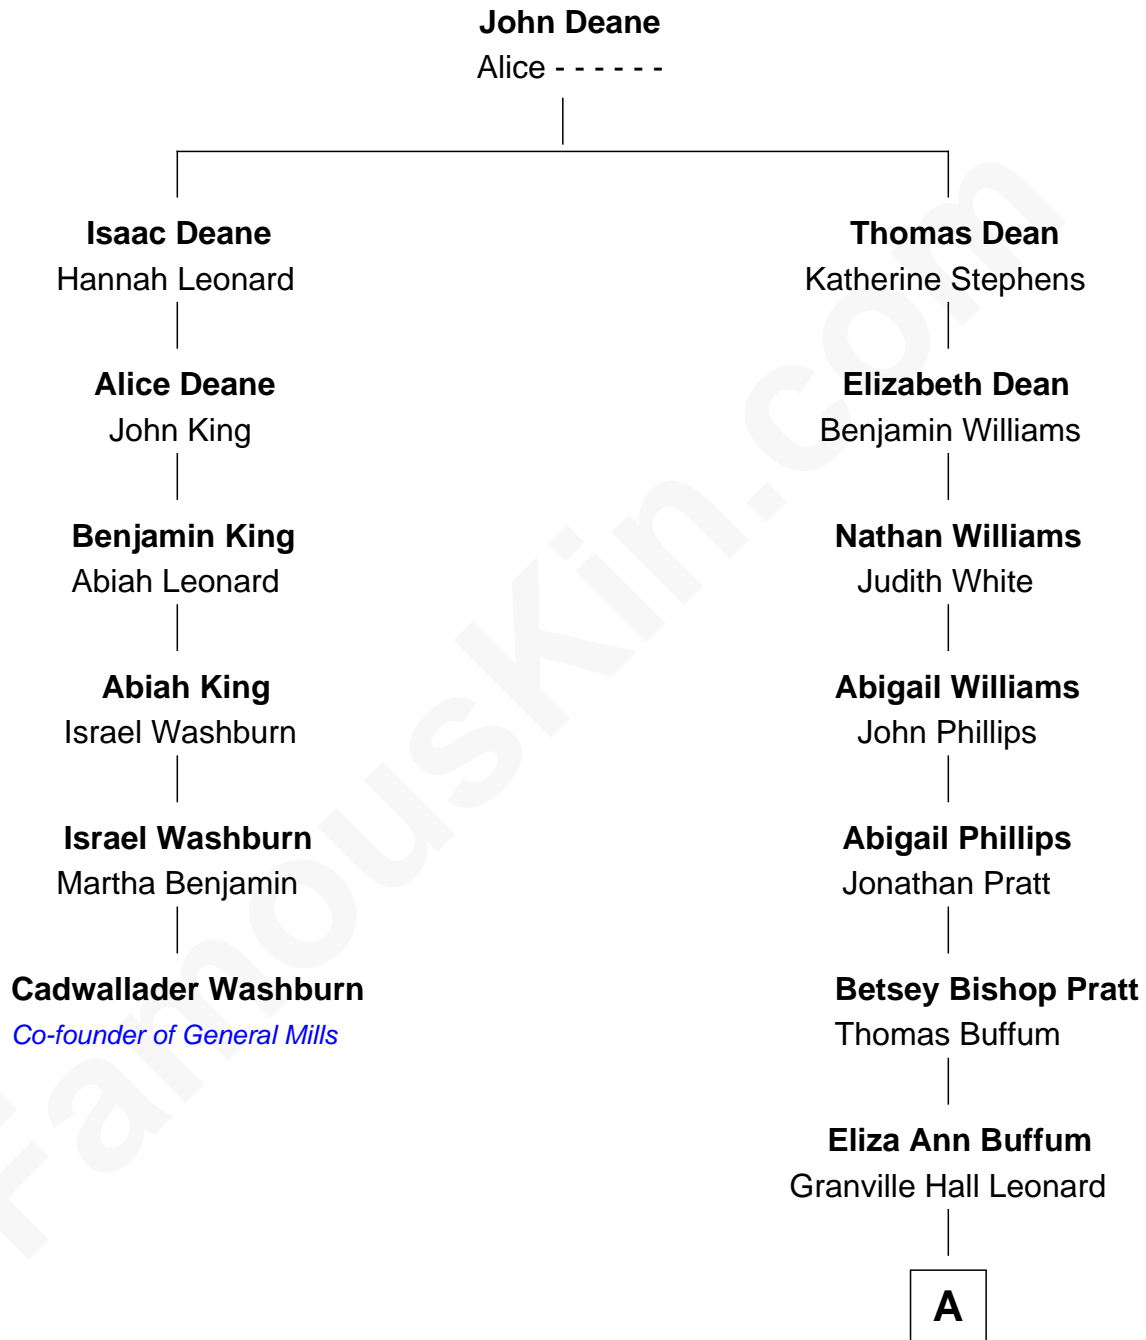 John Deane
Alice - - - - - -
Isaac Deane
Hannah Leonard
Thomas Dean
Katherine Stephens
Alice Deane
John King
Elizabeth Dean
Benjamin Williams
Benjamin King
Abiah Leonard
Nathan Williams
Judith White
Abiah King
Israel Washburn
Abigail Williams
John Phillips
Israel Washburn
Martha Benjamin
Abigail Phillips
Jonathan Pratt
Cadwallader Washburn
Co-founder of General Mills
Betsey Bishop Pratt
Thomas Buffum
Eliza Ann Buffum
Granville Hall Leonard
A
FamousKin.com